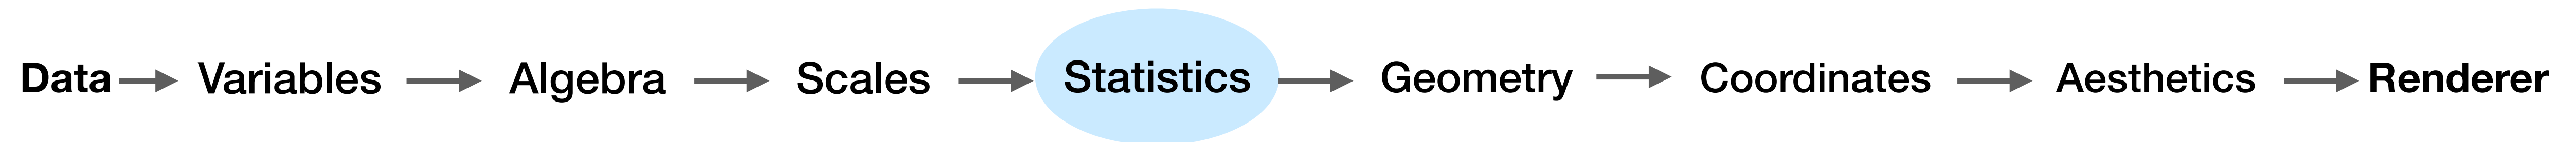 Data Variables Algebra Scales Statistics Geometry Coordinates Aesthetics Renderer